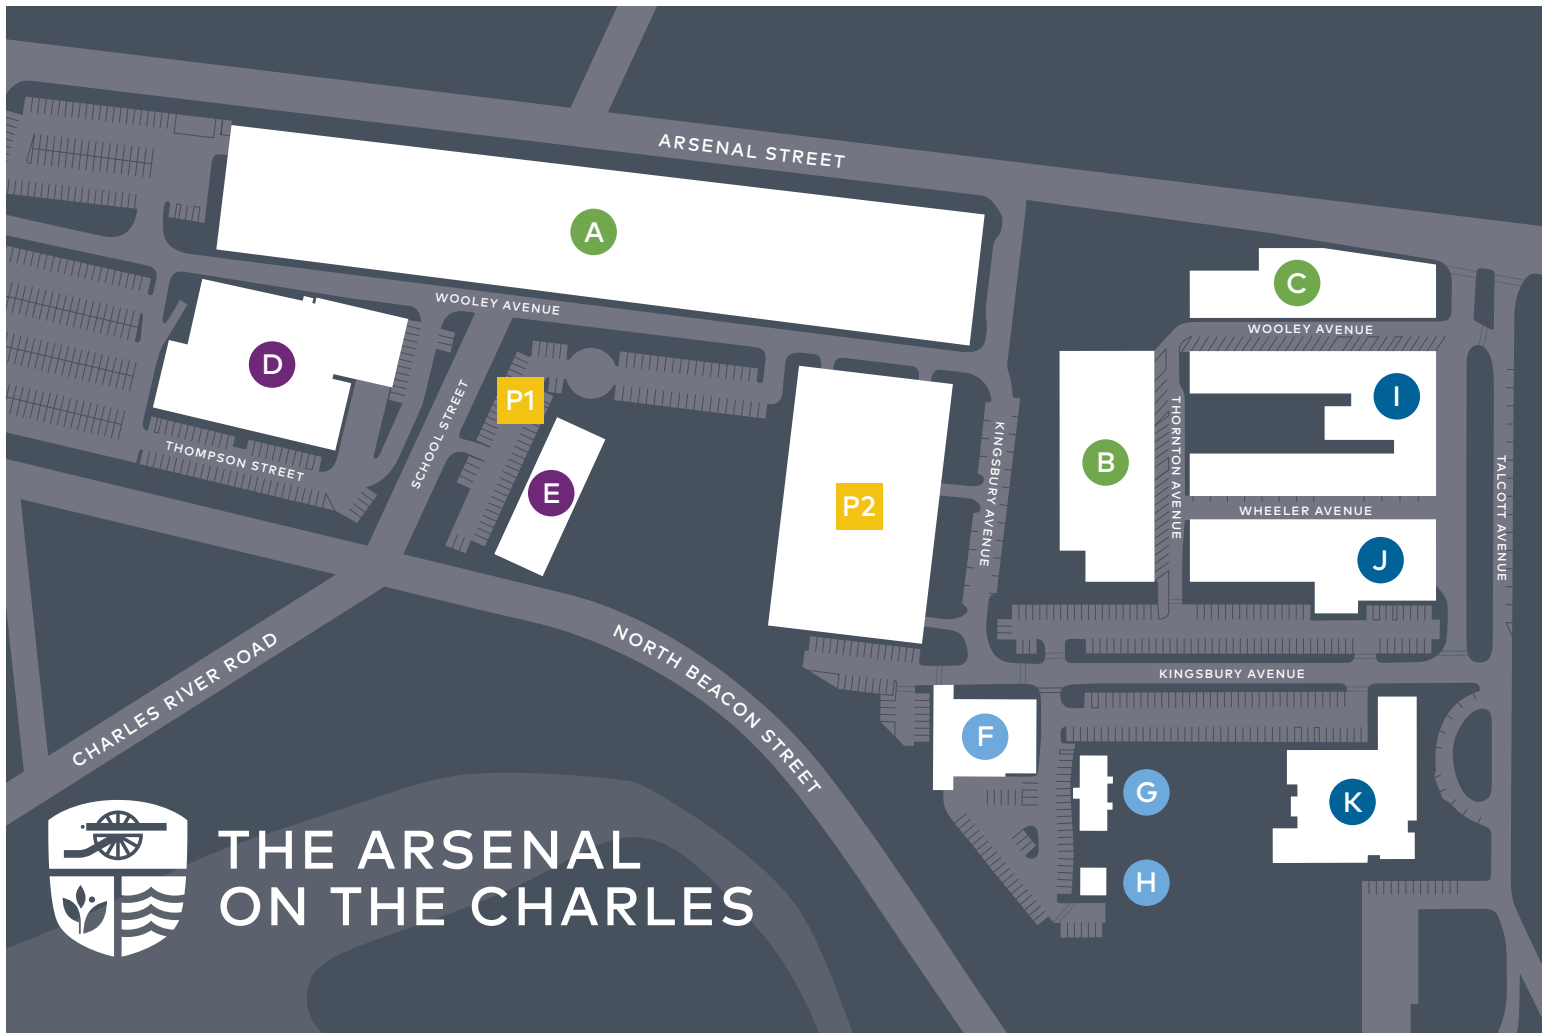 ARSENAL STREET
A
C
WOOLEY AVENUE
WOOLEY AVENUE
D
P1
I
SCHOOL STREET
THORNTON AVENUE
KINGSBURY AVENUE
B
THOMPSON STREET
E
P2
TALCOTT AVENUE
WHEELER AVENUE
J
CHARLES RIVER ROAD
NORTH BEACON STREET
KINGSBURY AVENUE
F
G
K
H
THE ARSENAL
ON THE CHARLES